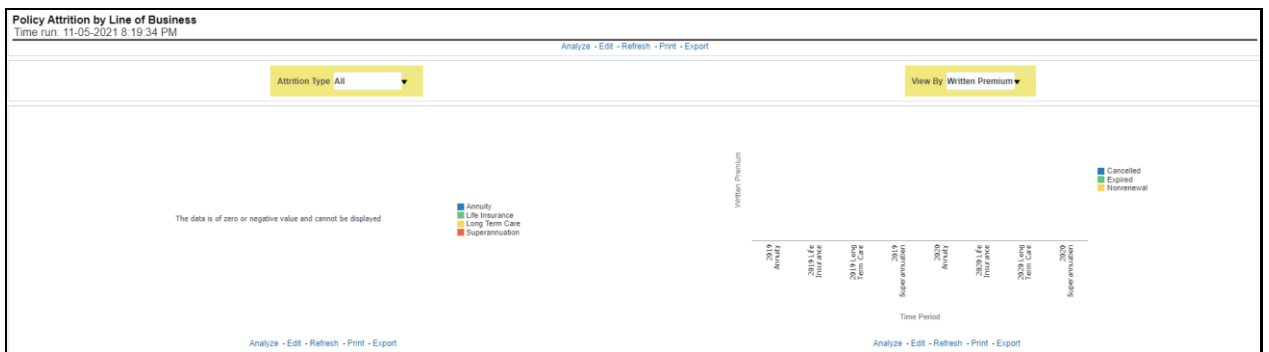 Policy Attrition by Line of Business
Time run: 11-05-2021 8:19:34 PM
Analyze - Edit - Refresh - Print - Export
Attrition Type All
View By Written Premium
The data is of zero or negative value and cannot be displayed
Annuity
Life Insurance
Long Term Care
Superannuation
Written Premium
Cancelled
Expired
Nonrenewal
2019 Annuity
2019 Life Insurance
2019 Long Term Care
2019 Superannuation
2020 Annuity
2020 Life Insurance
2020 Long Term Care
2020 Superannuation
Time Period
Analyze - Edit - Refresh - Print - Export
Analyze - Edit - Refresh - Print - Export